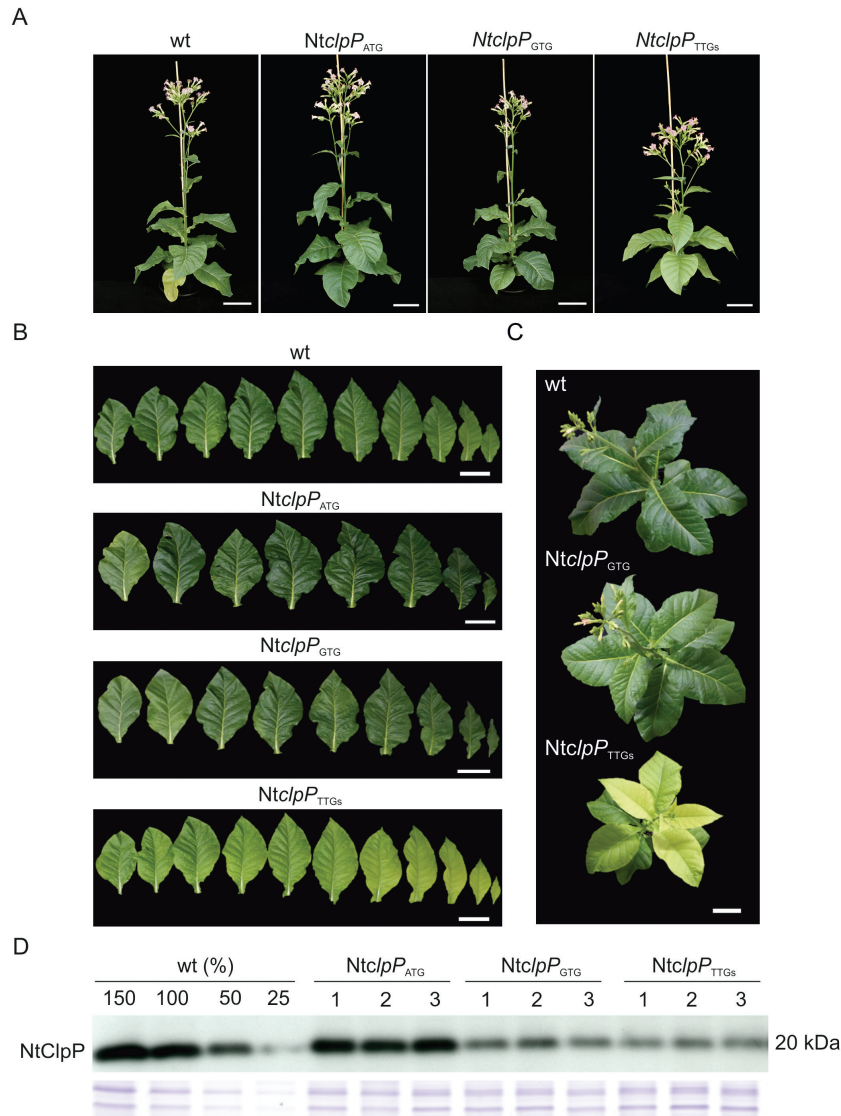 A
wt NtclpPATG NtclpPGTG NtclpPTTGs
B C
wt
wt
NtclpPATG
NtclpPGTG
NtclpPGTG
NtclpPTTGs
NtclpPTTGs
D
wt (%) NtclpPATG NtclpPGTG NtclpPTTGs
150 100 50 25 1 2 3 1 2 3 1 2 3
NtClpP 20 kDa